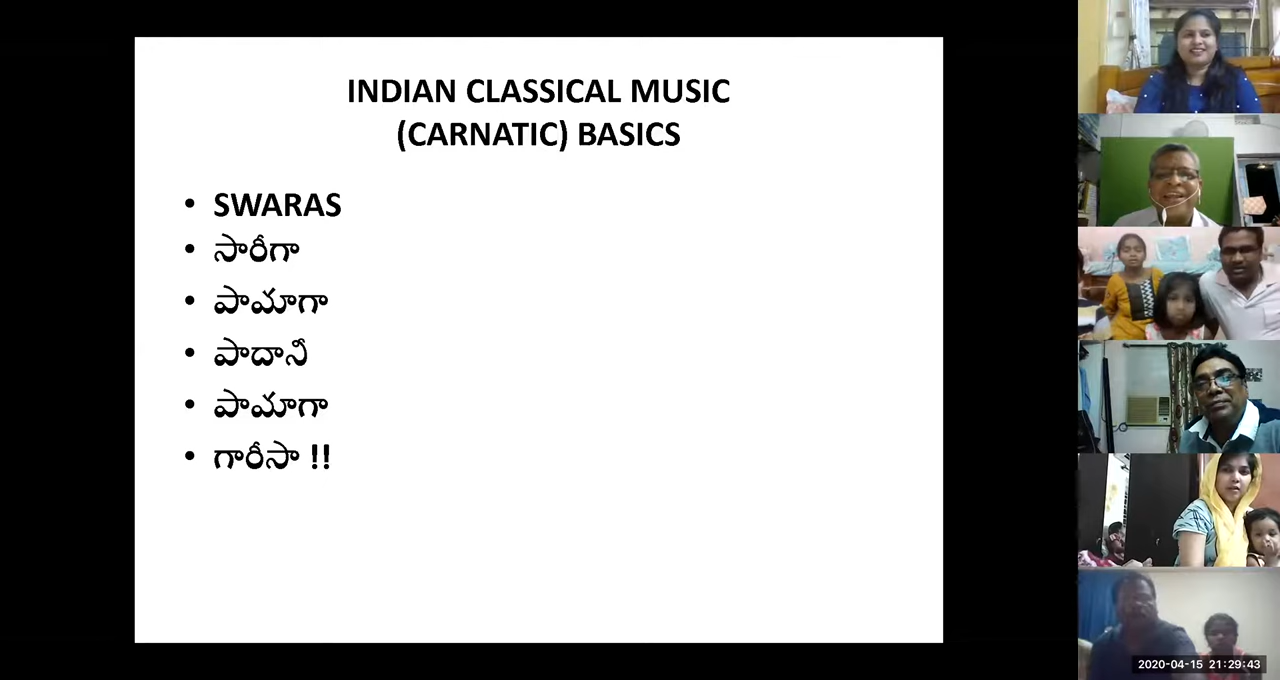 INDIAN CLASSICAL MUSIC
(CARNATIC) BASICS
• SWARAS
• సారీగా
• పామాగా
• పాదానీ
• పామాగా
• గారీసా !!
2020-04-15 21:29:43